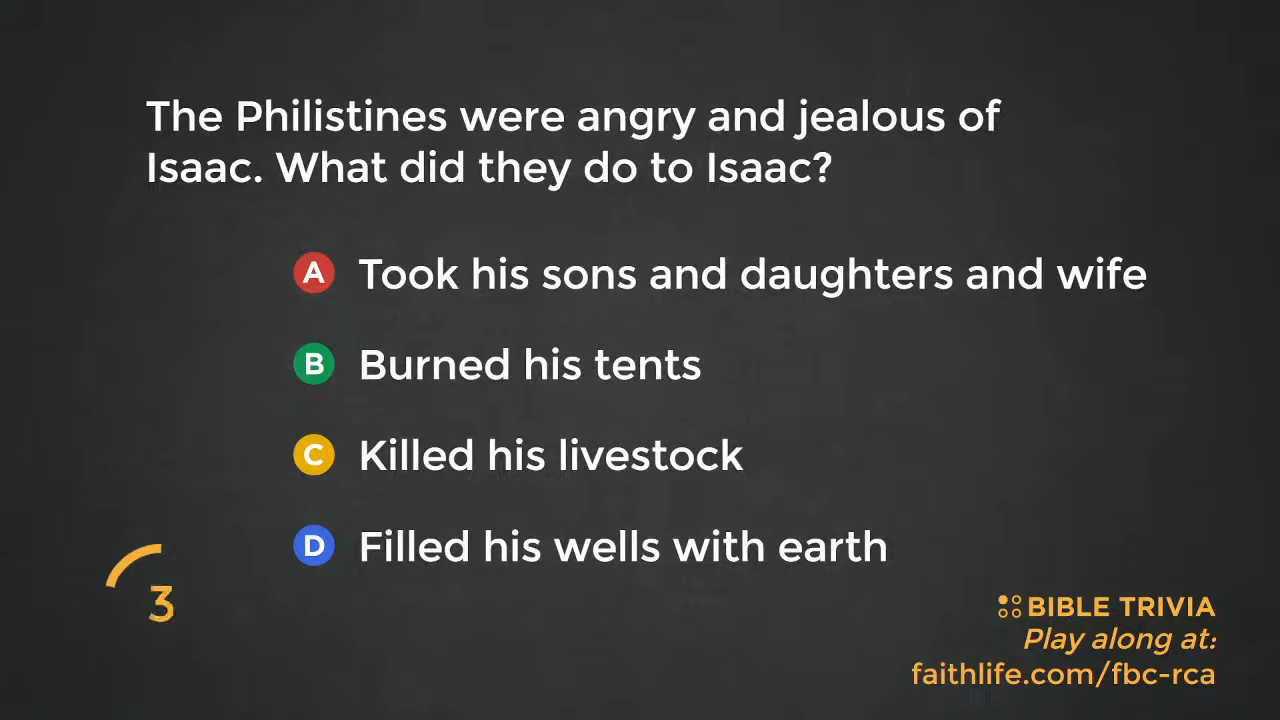 The Philistines were angry and jealous of
Isaac. What did they do to Isaac?
A Took his sons and daughters and wife
B Burned his tents
C Killed his livestock
D Filled his wells with earth
3
BIBLE TRIVIA
Play along at:
faithlife.com/fbc-rca